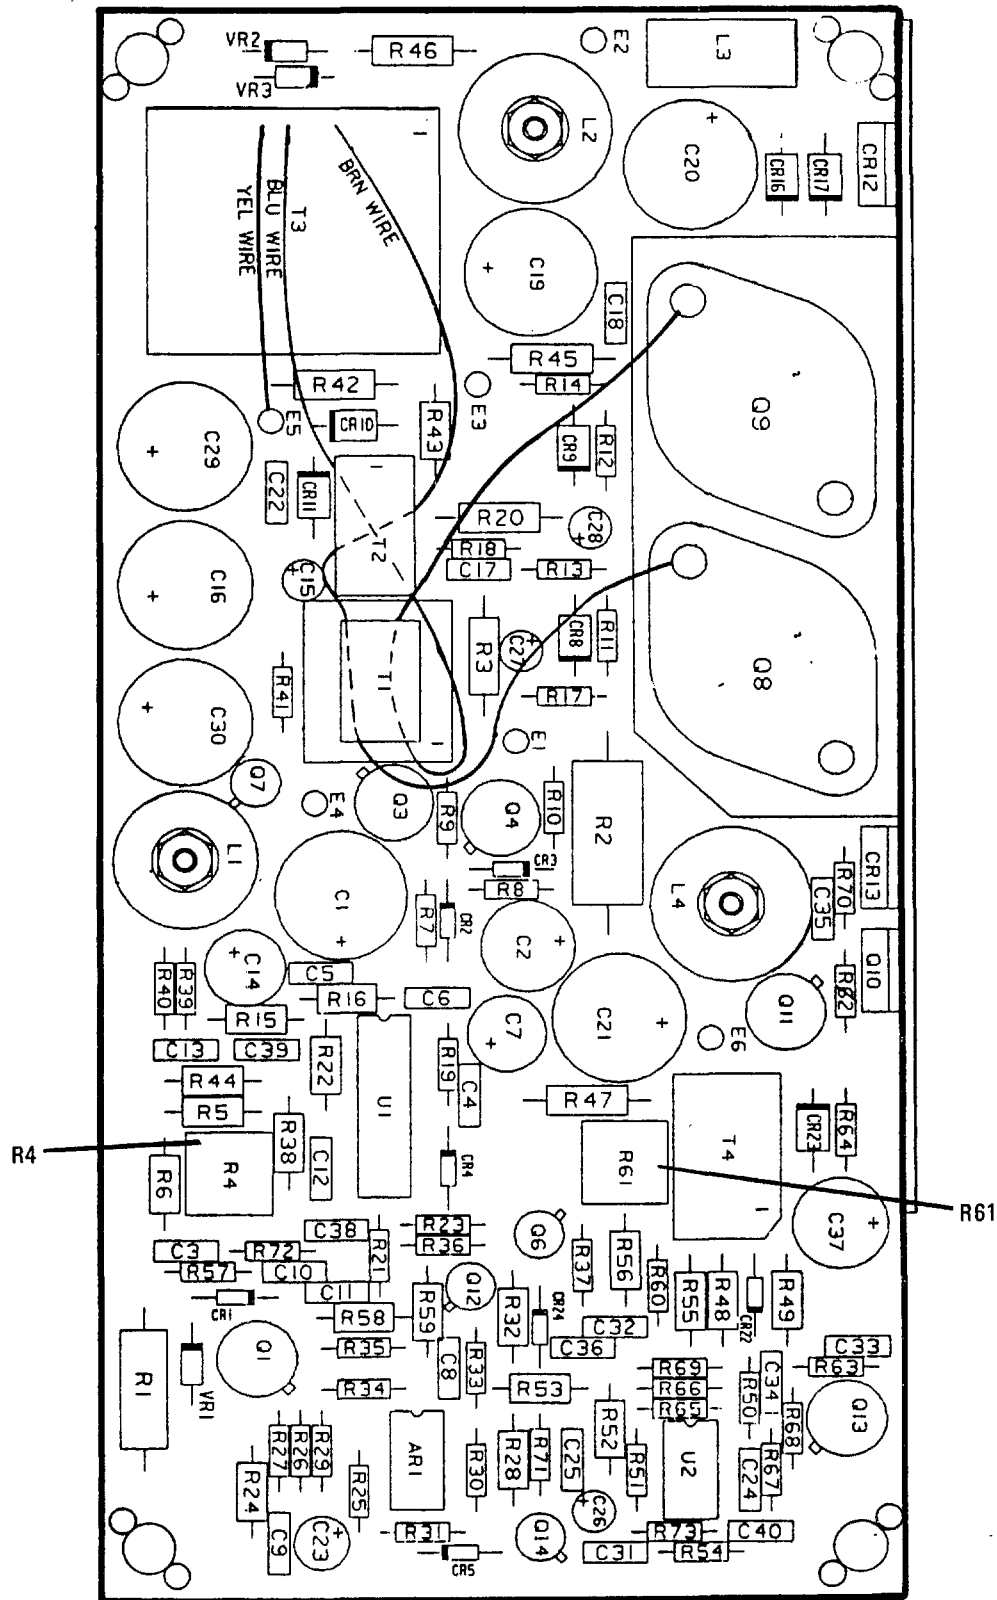 VR2
R46
E2
L3
VR3
L2
C20
+
CR16
CR17
CR12
BRN WIRE
T3
BLU WIRE
YEL WIRE
C19
+
C18
R45
R14
R42
E3
E5
CR10
R43
C29
+
CR9
R12
Q9
C22
CR11
T2
R20
C28
+
R18
C17
R13
C15
+
C16
+
R3
C27
+
CR8
R11
Q8
R41
T1
R17
C30
+
E1
Q7
E4
Q3
R9
Q4
R10
R2
L1
CR3
R8
C1
+
R7
CR2
C2
+
L4
C35
R70
CR13
C14
+
C5
R16
C6
R40
R39
R15
C7
+
C21
+
Q11
R62
Q10
E6
C13
C39
R22
U1
R19
C4
R44
R5
R47
T4
CR23
R64
R4
R38
R4
C12
CR4
R61
R6
R61
C37
+
C38
R23
R36
Q6
C3
R72
R21
R57
C10
C11
Q12
R37
R56
R60
R55
R48
CR22
R49
CR1
R58
R59
R32
CR24
C32
C36
Q1
R35
C8
R33
R69
C34
C33
R63
R1
VR1
R34
R53
R66
R65
R50
R68
Q13
R27
R26
R29
AR1
R30
R28
R71
C25
R52
R51
U2
C24
R67
R24
R25
C9
C23
+
R31
C26
+
Q14
R73
C40
CR5
C31
R54